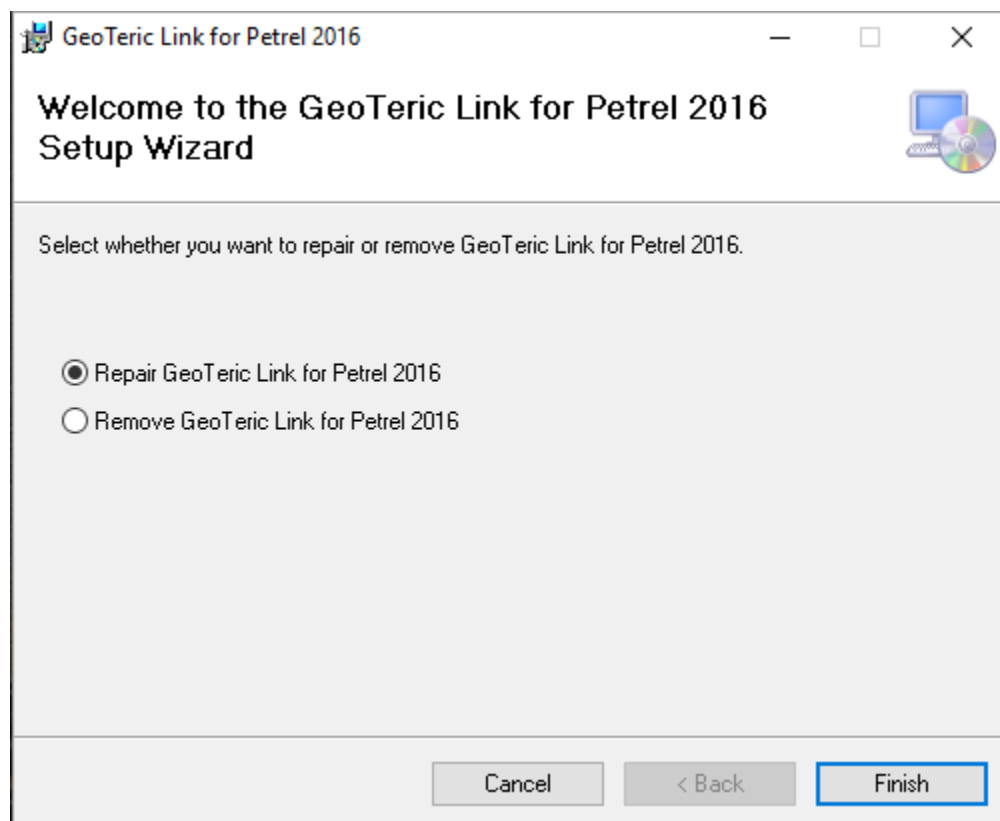 GeoTeric Link for Petrel 2016
Welcome to the GeoTeric Link for Petrel 2016
Setup Wizard
Select whether you want to repair or remove GeoTeric Link for Petrel 2016.
Repair GeoTeric Link for Petrel 2016
Remove GeoTeric Link for Petrel 2016
Cancel < Back Finish